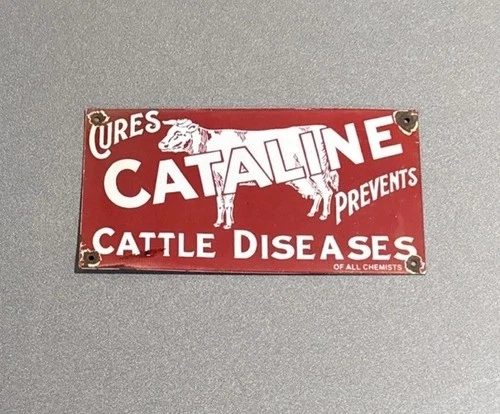 CURES
CATALINE
PREVENTS
CATTLE DISEASES
OF ALL CHEMISTS